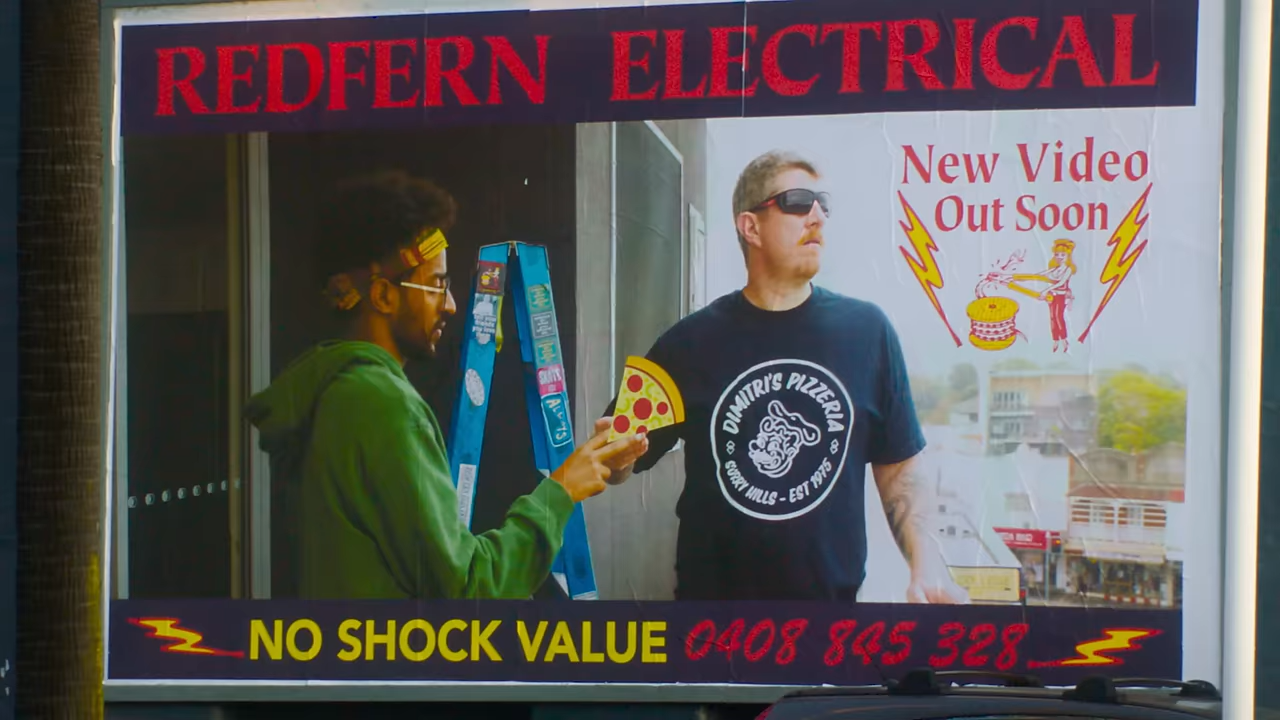 REDFERN ELECTRICAL
New Video
Out Soon
DIMITRI'S PIZZERIA
SURRY HILLS - EST 1975
NO SHOCK VALUE 0408 845 328